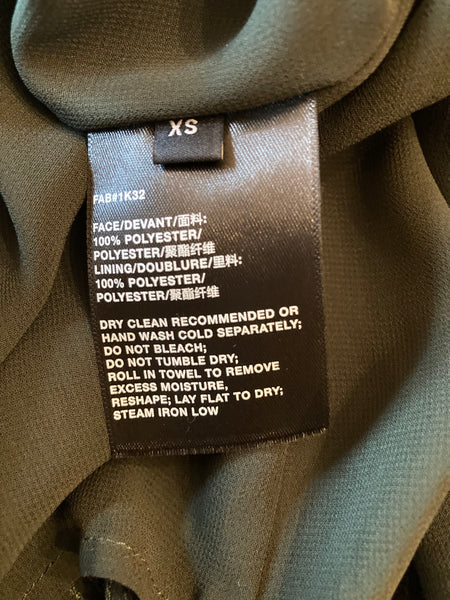 XS
FAB#1K32
FACE/DEVANT/面料:
100% POLYESTER/
POLYESTER/聚酯纤维
LINING/DOUBLURE/里料:
100% POLYESTER/
POLYESTER/聚酯纤维
DRY CLEAN RECOMMENDED OR
HAND WASH COLD SEPARATELY;
DO NOT BLEACH;
DO NOT TUMBLE DRY;
ROLL IN TOWEL TO REMOVE
EXCESS MOISTURE,
RESHAPE; LAY FLAT TO DRY;
STEAM IRON LOW